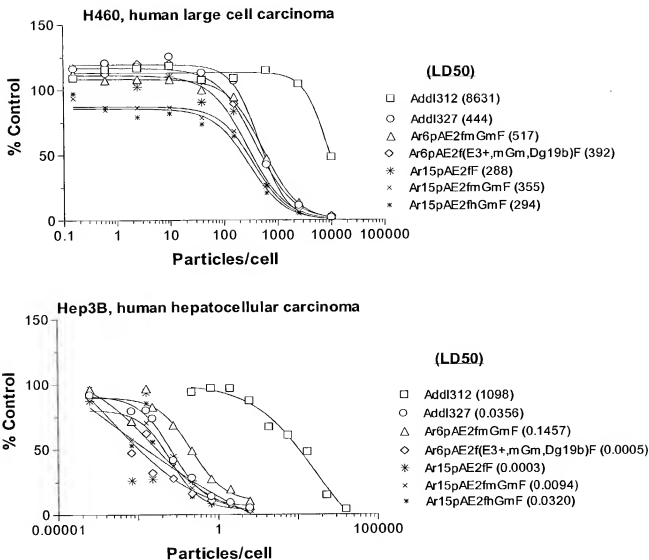 H460, human large cell carcinoma
150
100
50
0
% Control
0.1 1 10 100 1000 10000 100000
Particles/cell
(LD50)
Addl312 (8631)
Addl327 (444)
Ar6pAE2fmGmF (517)
Ar6pAE2f(E3+,mGm,Dg19b)F (392)
Ar15pAE2fF (288)
Ar15pAE2fmGmF (355)
Ar15pAE2fhGmF (294)
Hep3B, human hepatocellular carcinoma
150
100
50
0
% Control
0.00001 1 100000
Particles/cell
(LD50)
Addl312 (1098)
Addl327 (0.0356)
Ar6pAE2fmGmF (0.1457)
Ar6pAE2f(E3+,mGm,Dg19b)F (0.0005)
Ar15pAE2fF (0.0003)
Ar15pAE2fmGmF (0.0094)
Ar15pAE2fhGmF (0.0320)